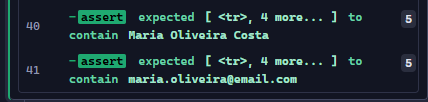 40 -assert expected [ <tr>, 4 more... ] to 5
contain Maria Oliveira Costa
41 -assert expected [ <tr>, 4 more... ] to 5
contain maria.oliveira@email.com